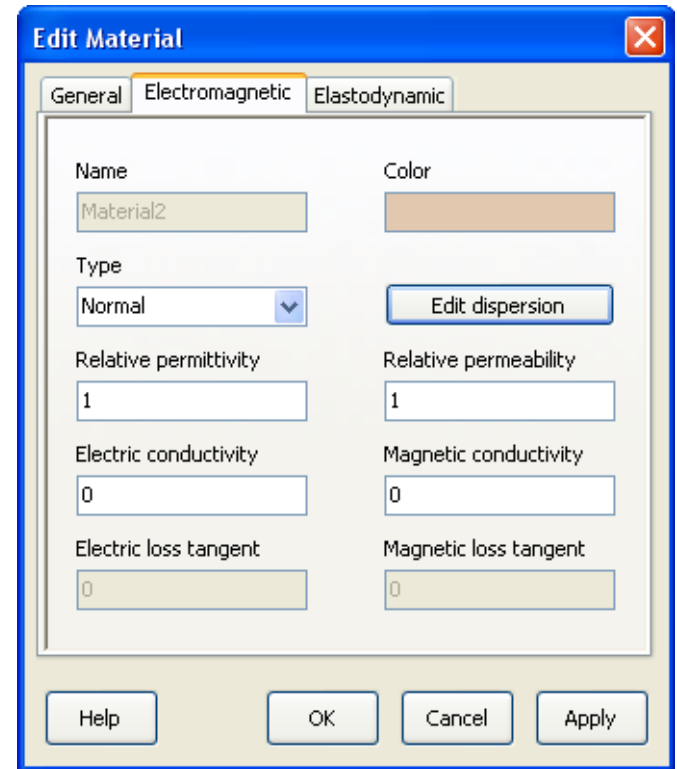 Edit Material
General Electromagnetic Elastodynamic
Name Color
Material2
Type
Normal Edit dispersion
Relative permittivity Relative permeability
1 1
Electric conductivity Magnetic conductivity
0 0
Electric loss tangent Magnetic loss tangent
0 0
Help OK Cancel Apply